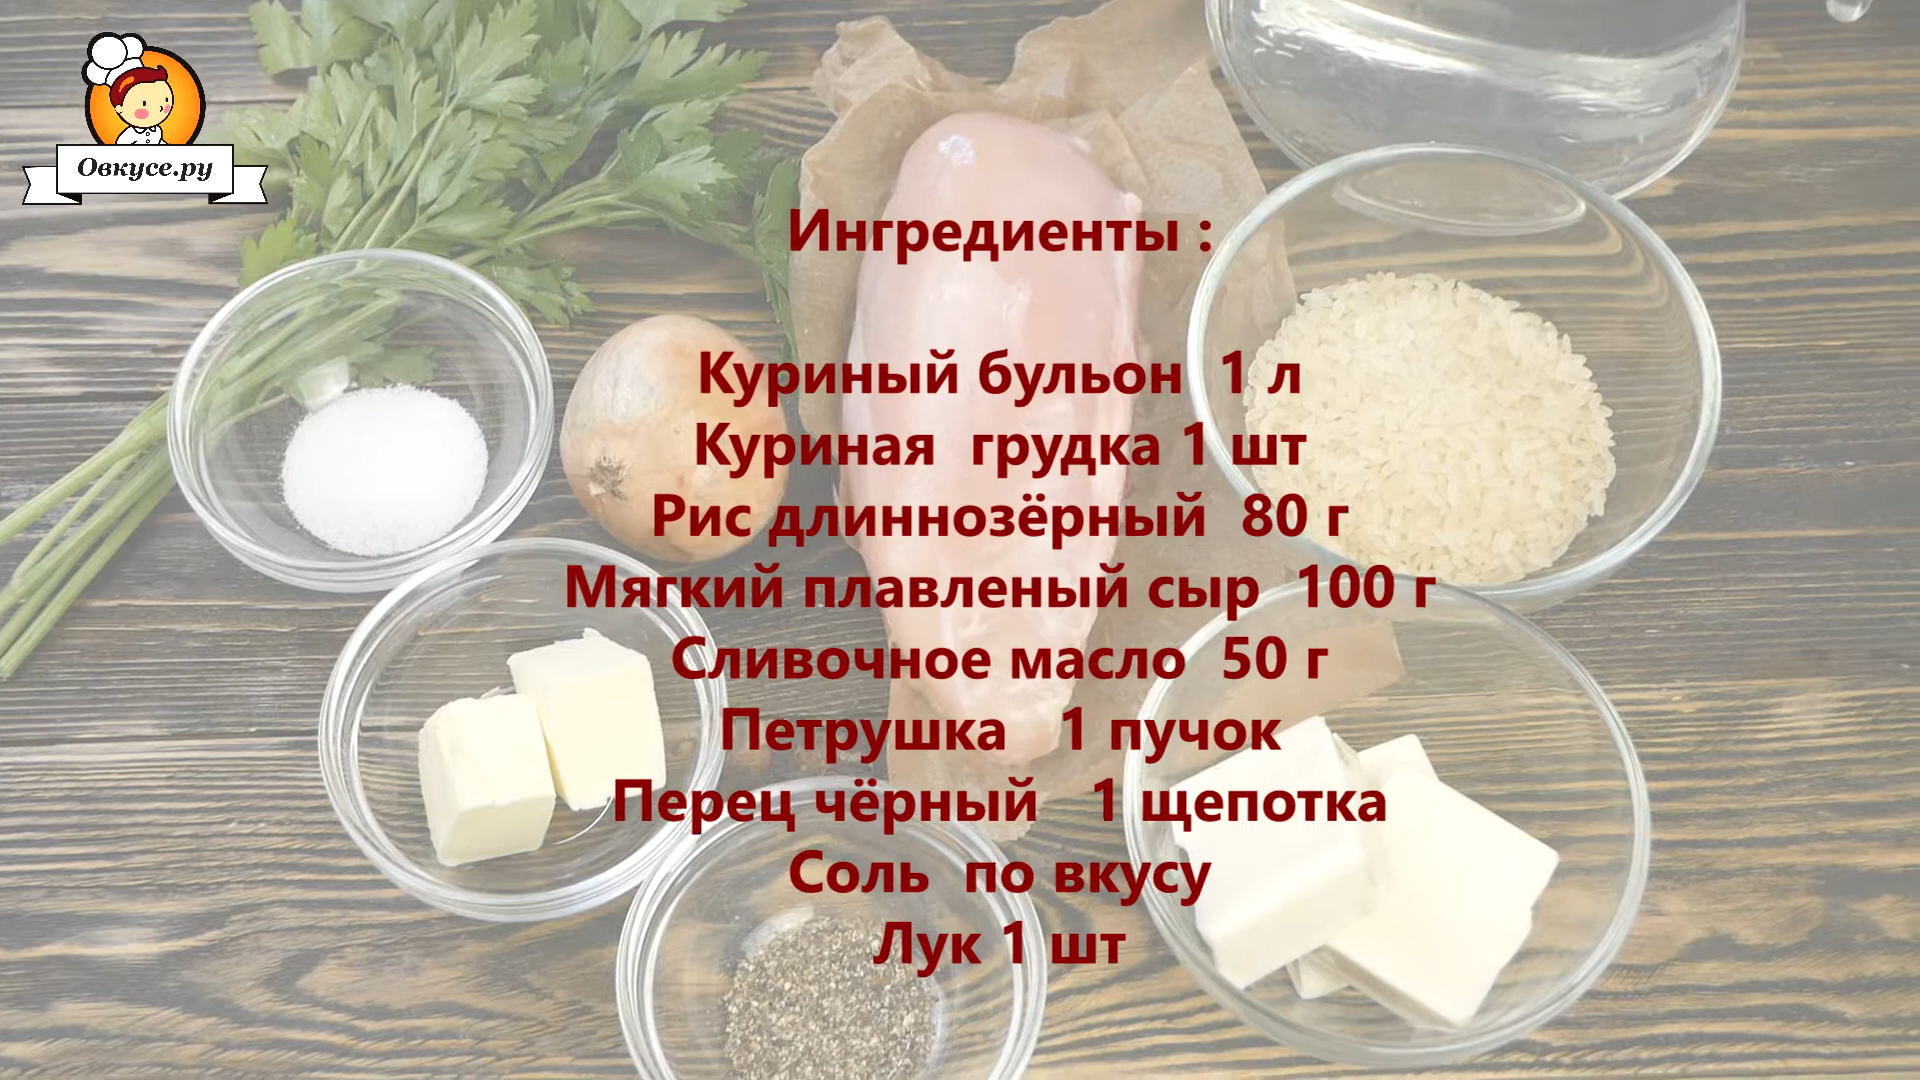 Овкусе.ру
Ингредиенты :
Куриный бульон 1 л
Куриная грудка 1 шт
Рис длиннозёрный 80 г
Мягкий плавленый сыр 100 г
Сливочное масло 50 г
Петрушка 1 пучок
Перец чёрный 1 щепотка
Соль по вкусу
Лук 1 шт